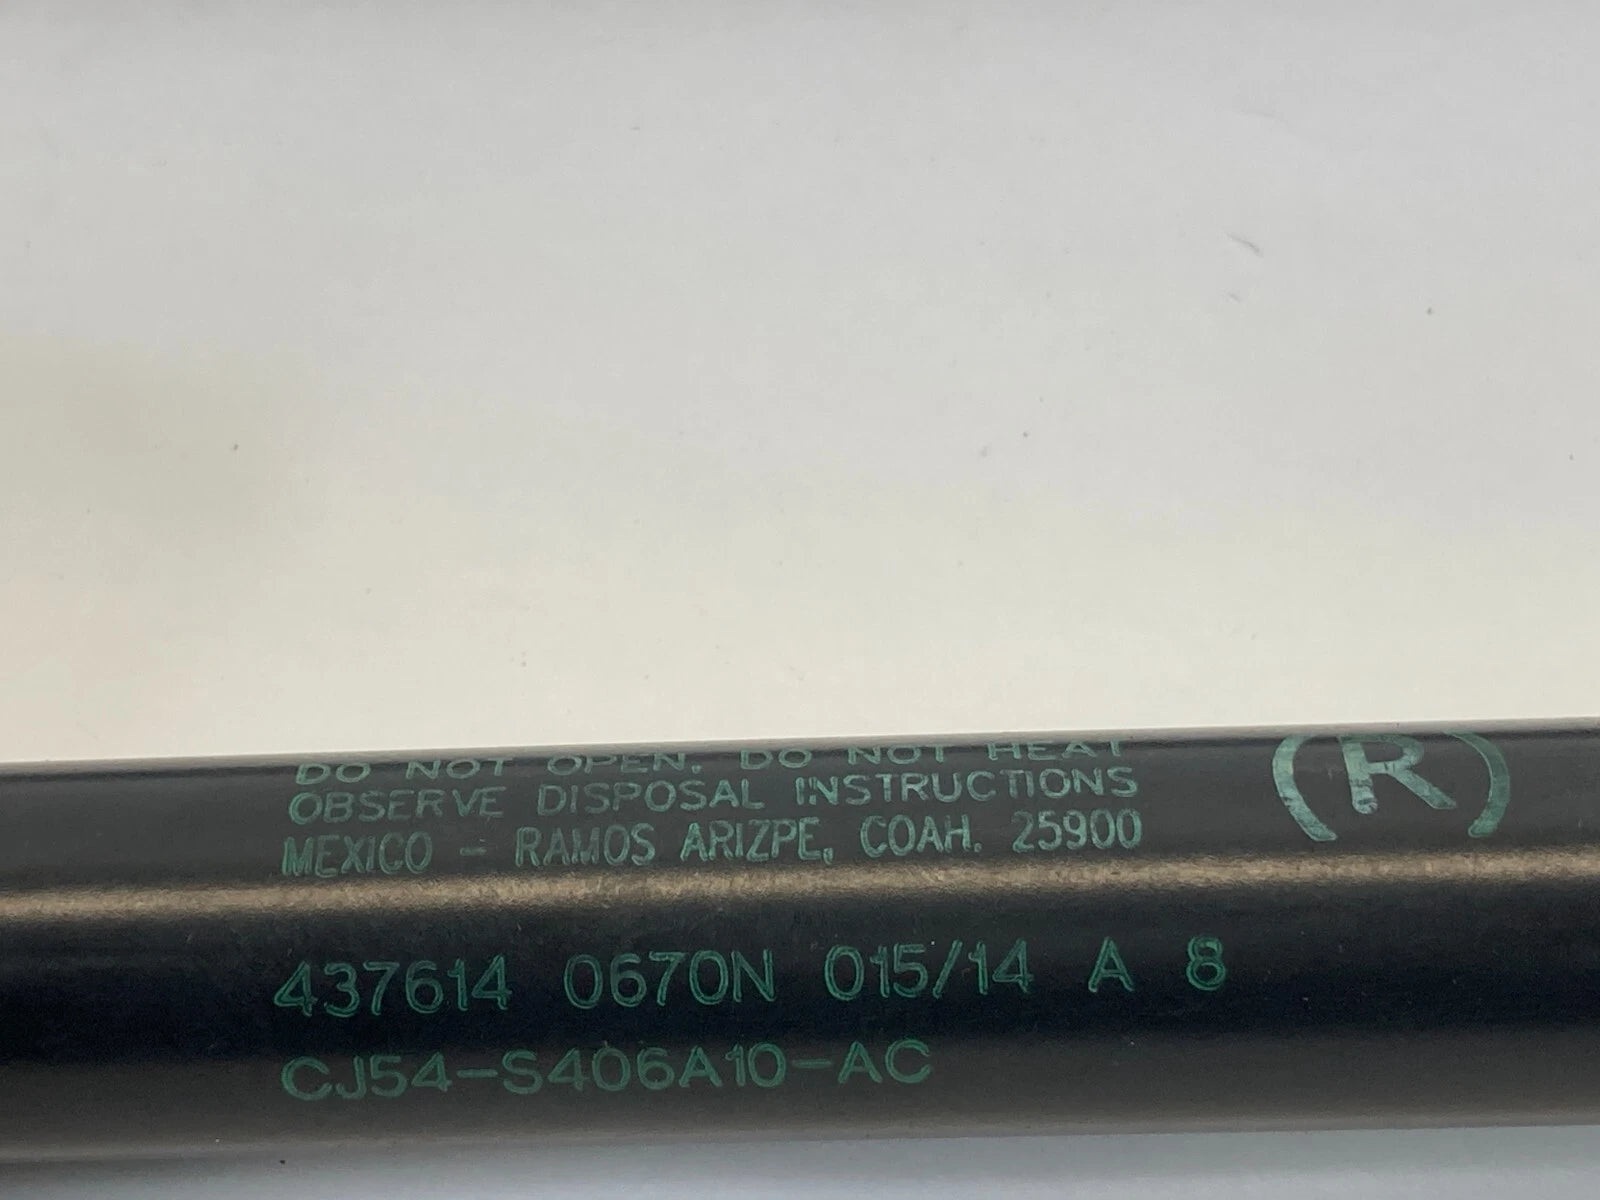 DO NOT OPEN. DO NOT HEAT
OBSERVE DISPOSAL INSTRUCTIONS
MEXICO - RAMOS ARIZPE, COAH. 25900
(R)
437614 0670N 015/14 A 8
CJ54-S406A10-AC